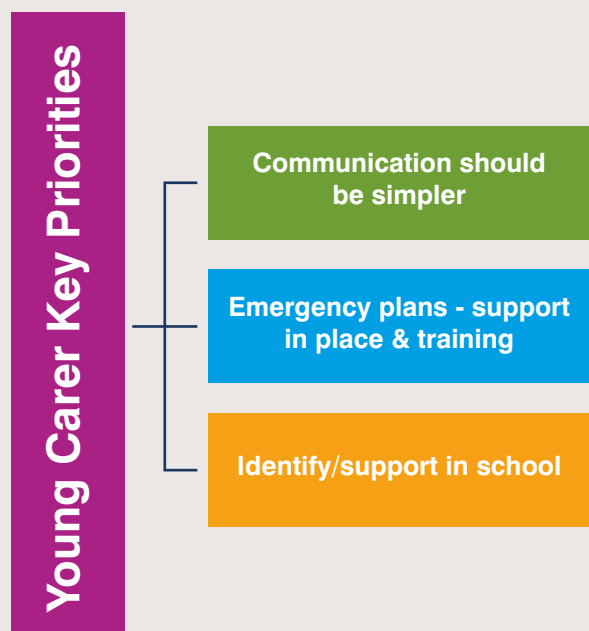 Young Carer Key Priorities
Communication should
be simpler
Emergency plans - support
in place & training
Identify/support in school